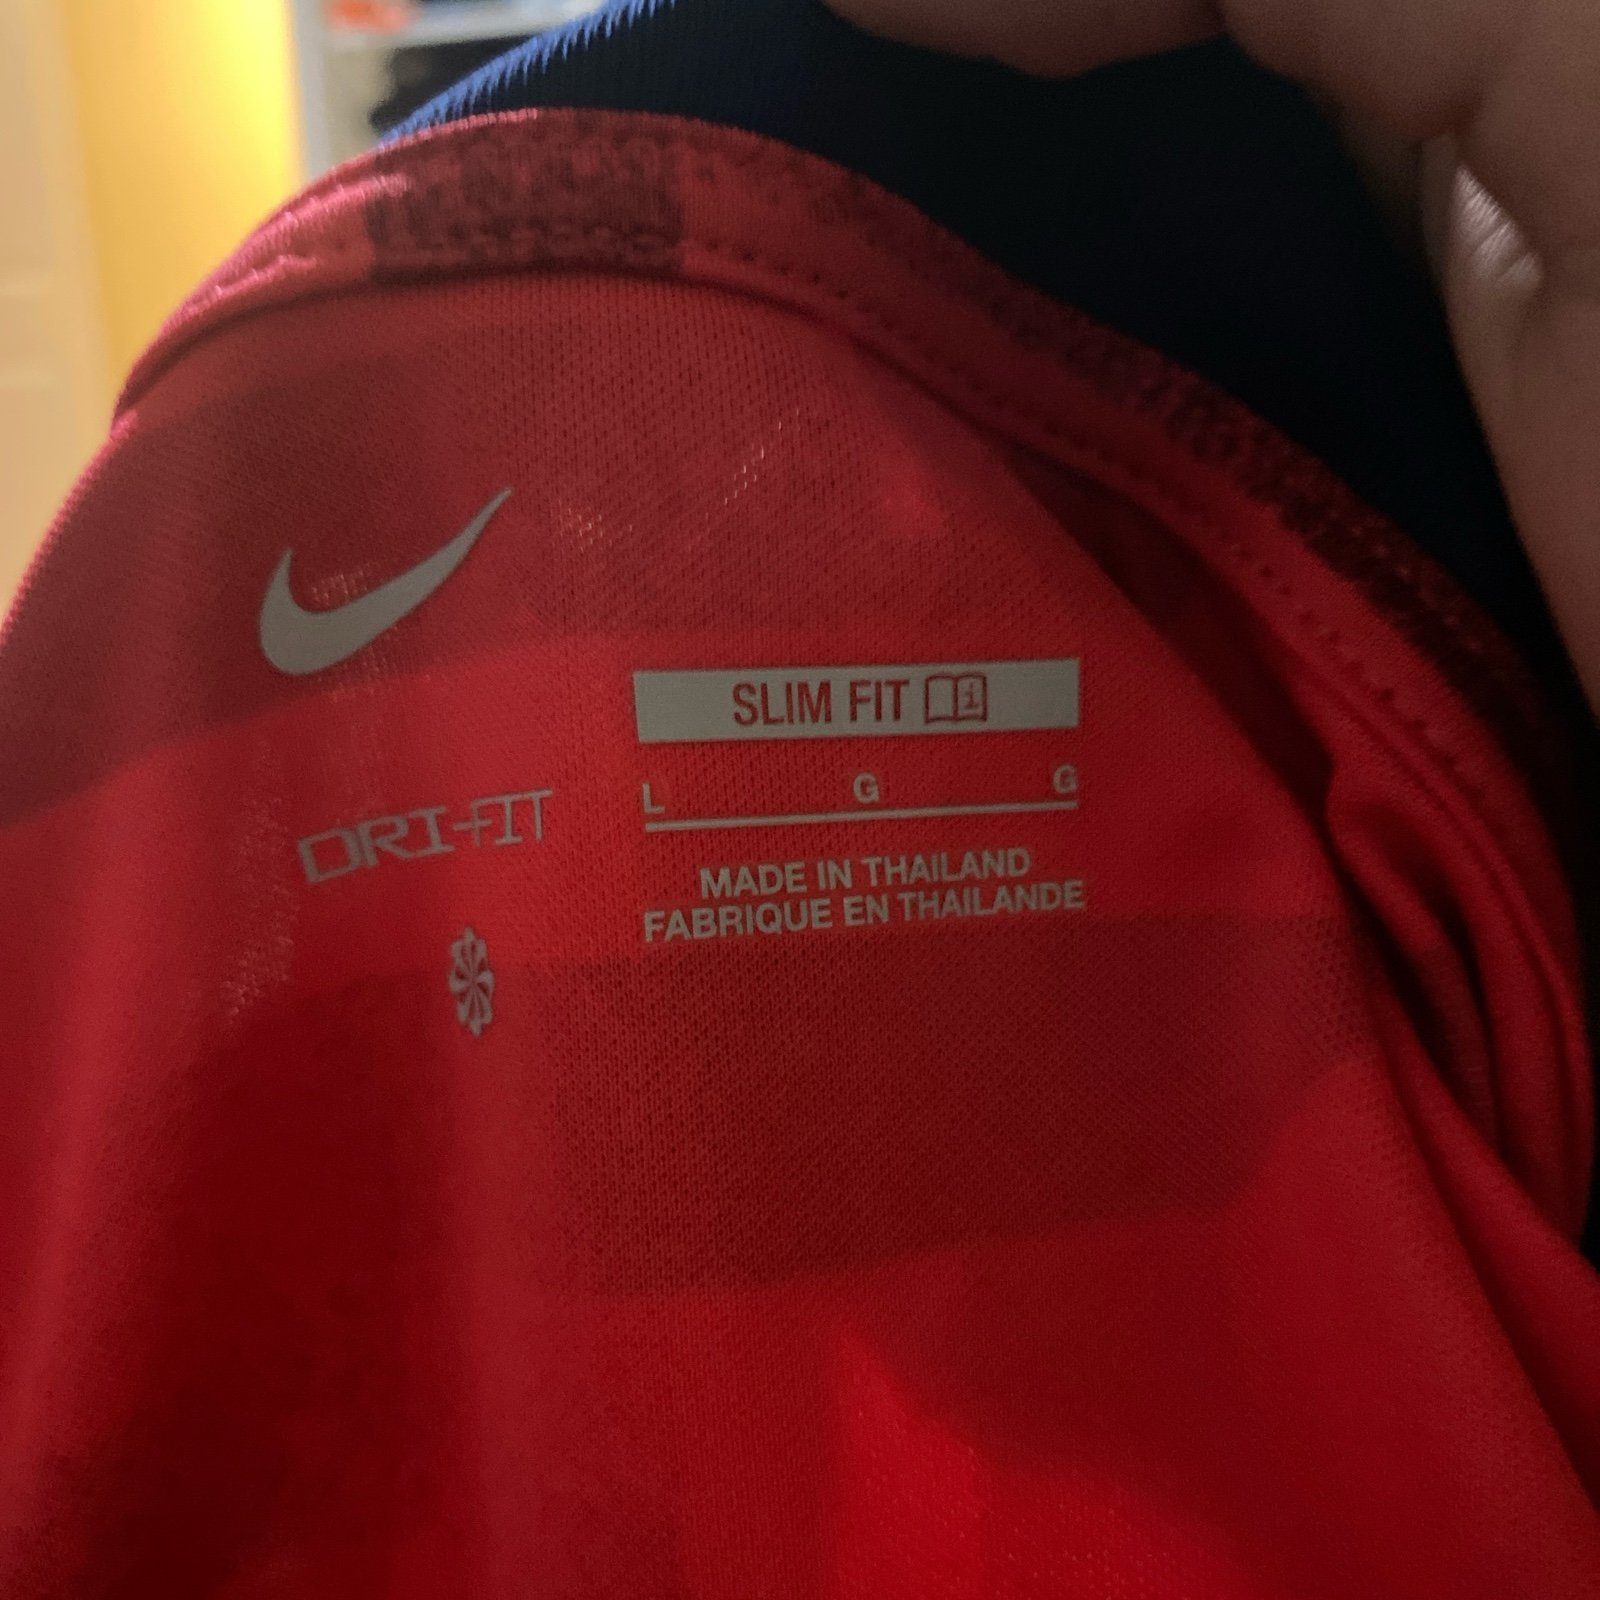 SLIM FIT
L G G
DRI-FIT
MADE IN THAILAND
FABRIQUE EN THAILANDE